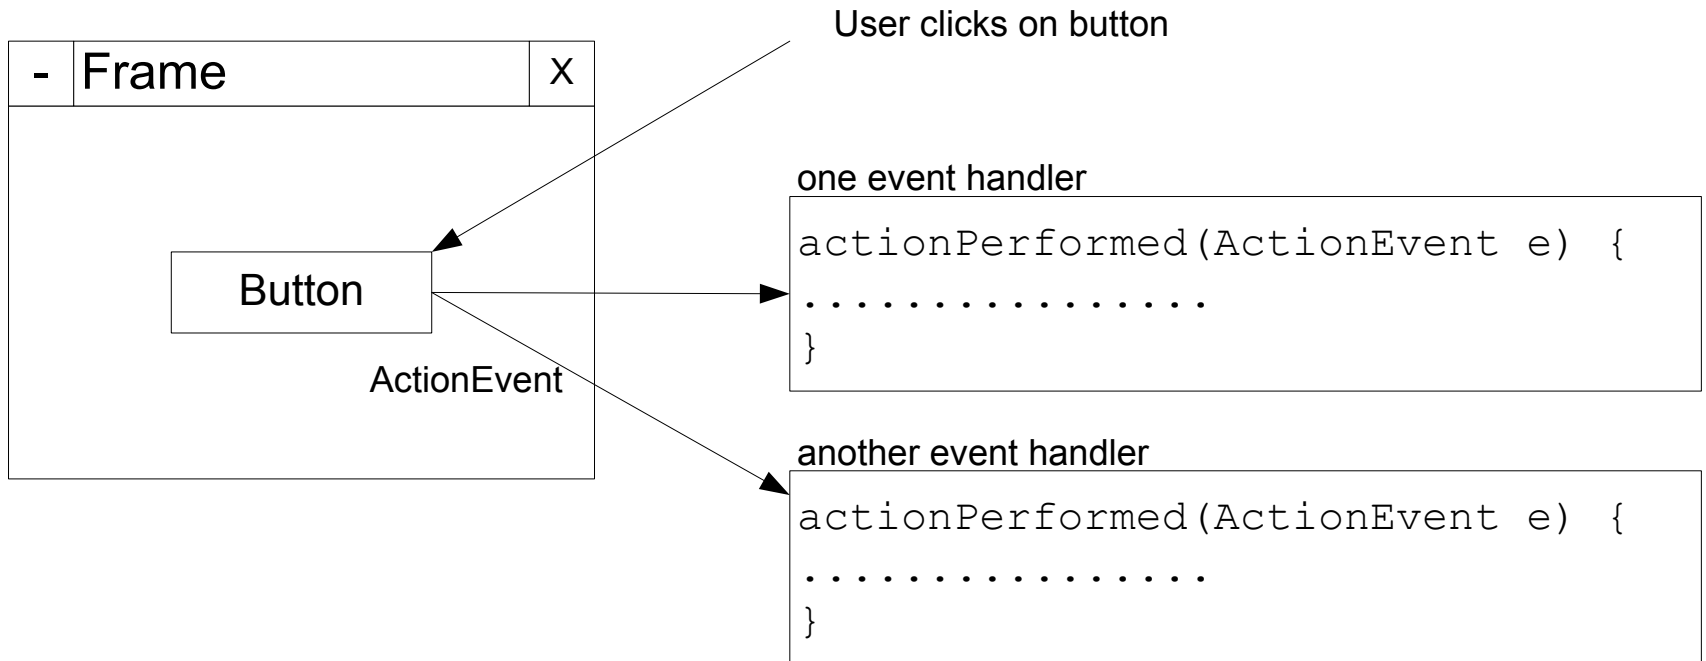 User clicks on button
- Frame X
one event handler
actionPerformed(ActionEvent e) {
................
}
Button
ActionEvent
another event handler
actionPerformed(ActionEvent e) {
................
}